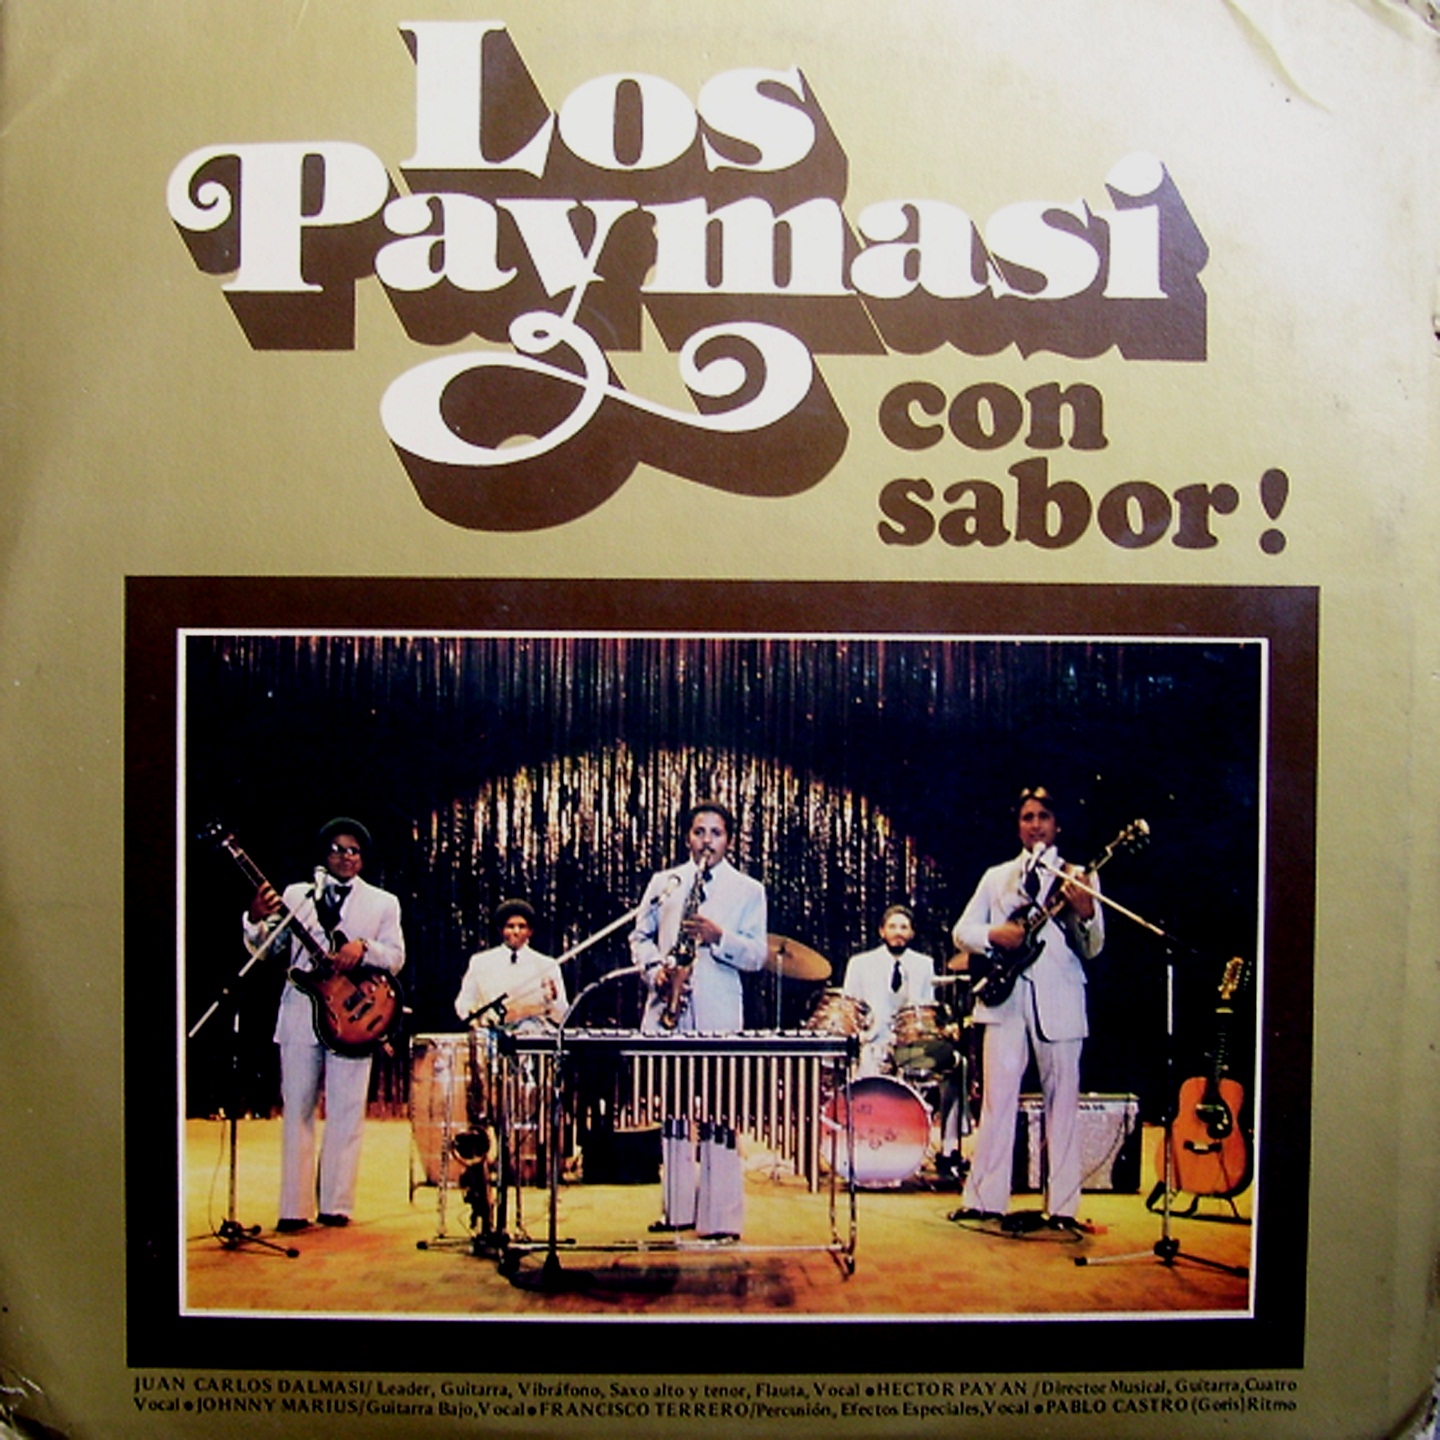 Los
Paymasi
con
sabor!
JUAN CARLOS DALMASI/ Leader, Guitarra, Vibráfono, Saxo alto y tenor, Flauta, Vocal ●HECTOR PAYAN /Director Musical, Guitarra,Cuatro
Vocal●JOHNNY MARIUS/Guitarra Bajo,Vocal●FRANCISCO TERRERO/Percusión, Efectos Especiales,Vocal ●PABLO CASTRO(Goris)Ritmo